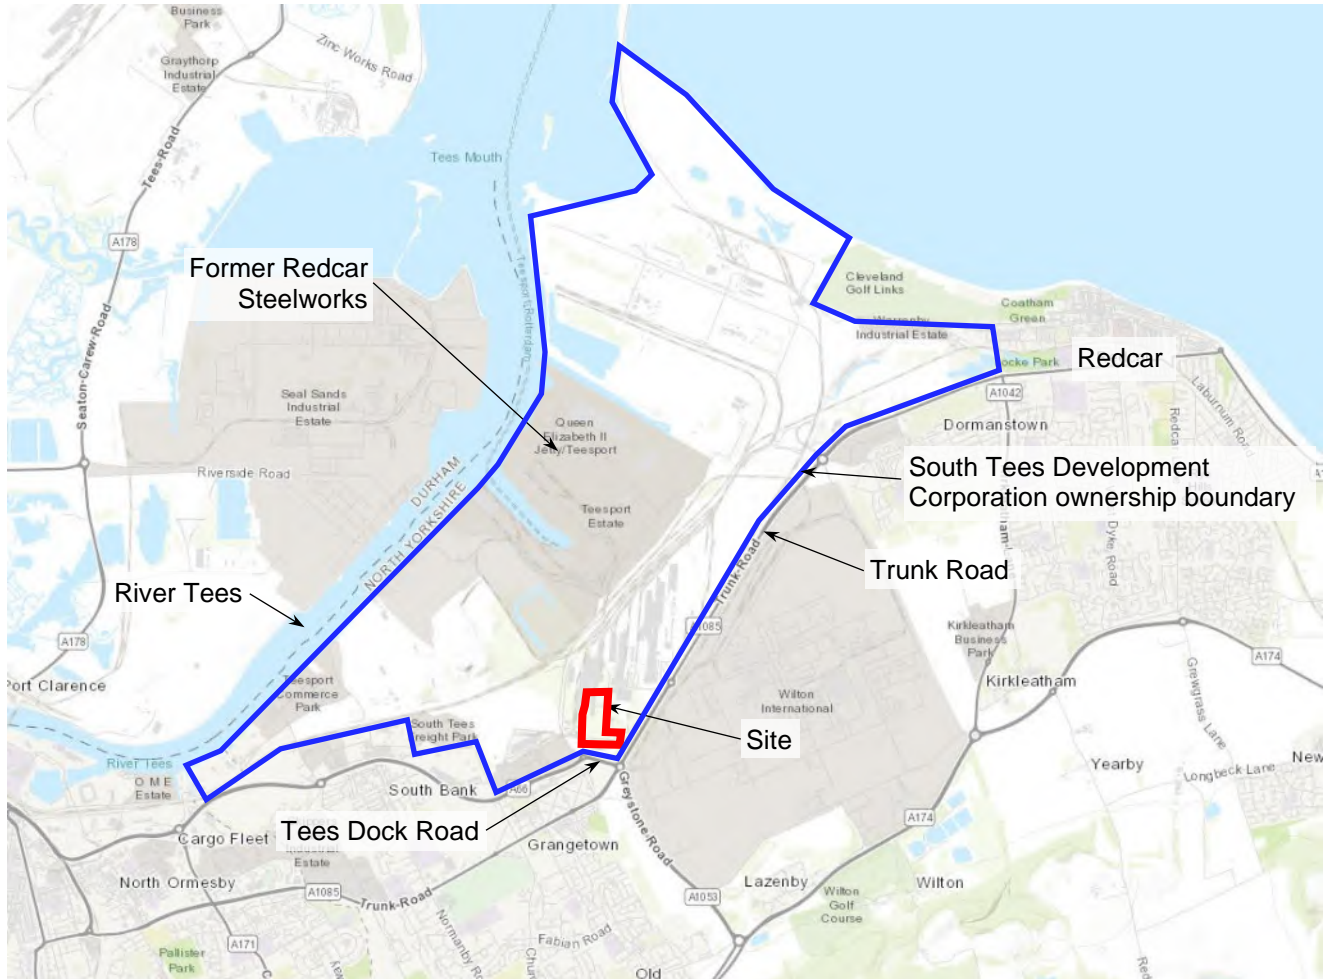 Business
Park
Zinc Works Road
Graythorp
Industrial
Estate
Tees-Road
Tees Mouth
A178
Former Redcar
Steelworks
Teesport-Rotterdam
Cleveland
Golf Links
Coatham
Green
Industrial Estate
Redcar
Seaton-Carew-Road
Seal Sands
Industrial
Estate
A1042
Laburnum Road
Dormanstown
Queen
Elizabeth II
Jetty/Teesport
Riverside Road
DURHAM
NORTH YORKSHIRE
South Tees Development
Corporation ownership boundary
Teesport
Estate
Dyke Road
Trunk-Road
Trunk Road
River Tees
A1085
A178
Kirkleatham
Business
Park
A174
Port Clarence
Teesport
Commerce
Park
Wilton
International
Kirkleatham
Grewgrass Lane
South Tees
Freight Park
Site
River Tees
Estate
South Bank
A66
Yearby
Longbeck-Lane
New
Tees Dock Road
Greystone-Road
Cargo Fleet
Estate
Grangetown
A174
North Ormesby
A1085
Trunk-Road
Lazenby
Wilton
A1053
Wilton
Golf
Course
Pallister
Park
A171
Normanby
Fabian Road
Old